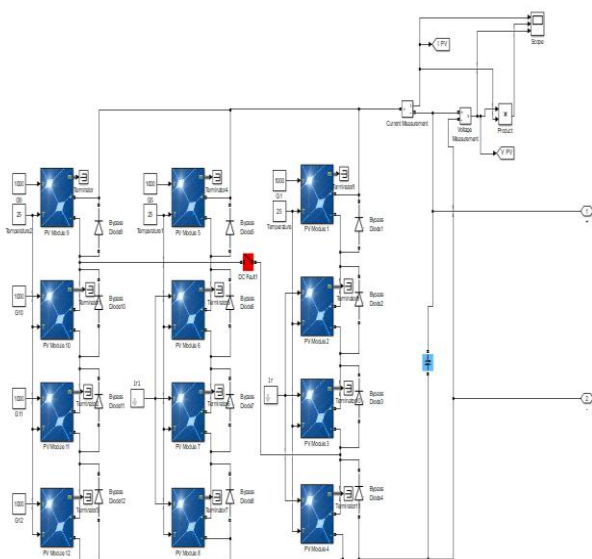 I PV
Scope
Current Measurement
Voltage
Measurement
Product
V PV
1
+
2
-
1000
G9
25
Temperature2
Terminator
PV Module 9
Bypass
1000
G5
25
Temperature1
Terminator4
PV Module 5
Bypass
Diode5
1000
G1
25
Temperature
PV Module 1
Bypass
Diode1
DC Fault1
1000
G10
PV Module 10
Bypass
Diode10
PV Module 6
Bypass
Diode6
PV Module 2
Bypass
Diode2
1000
G11
PV Module 11
Bypass
Diode11
Ir1
PV Module 7
Bypass
Diode7
Ir
PV Module 3
Bypass
Diode3
1000
G12
PV Module 12
Bypass
Diode12
Terminator7
PV Module 8
Bypass
Diode8
PV Module 4
Bypass
Diode4